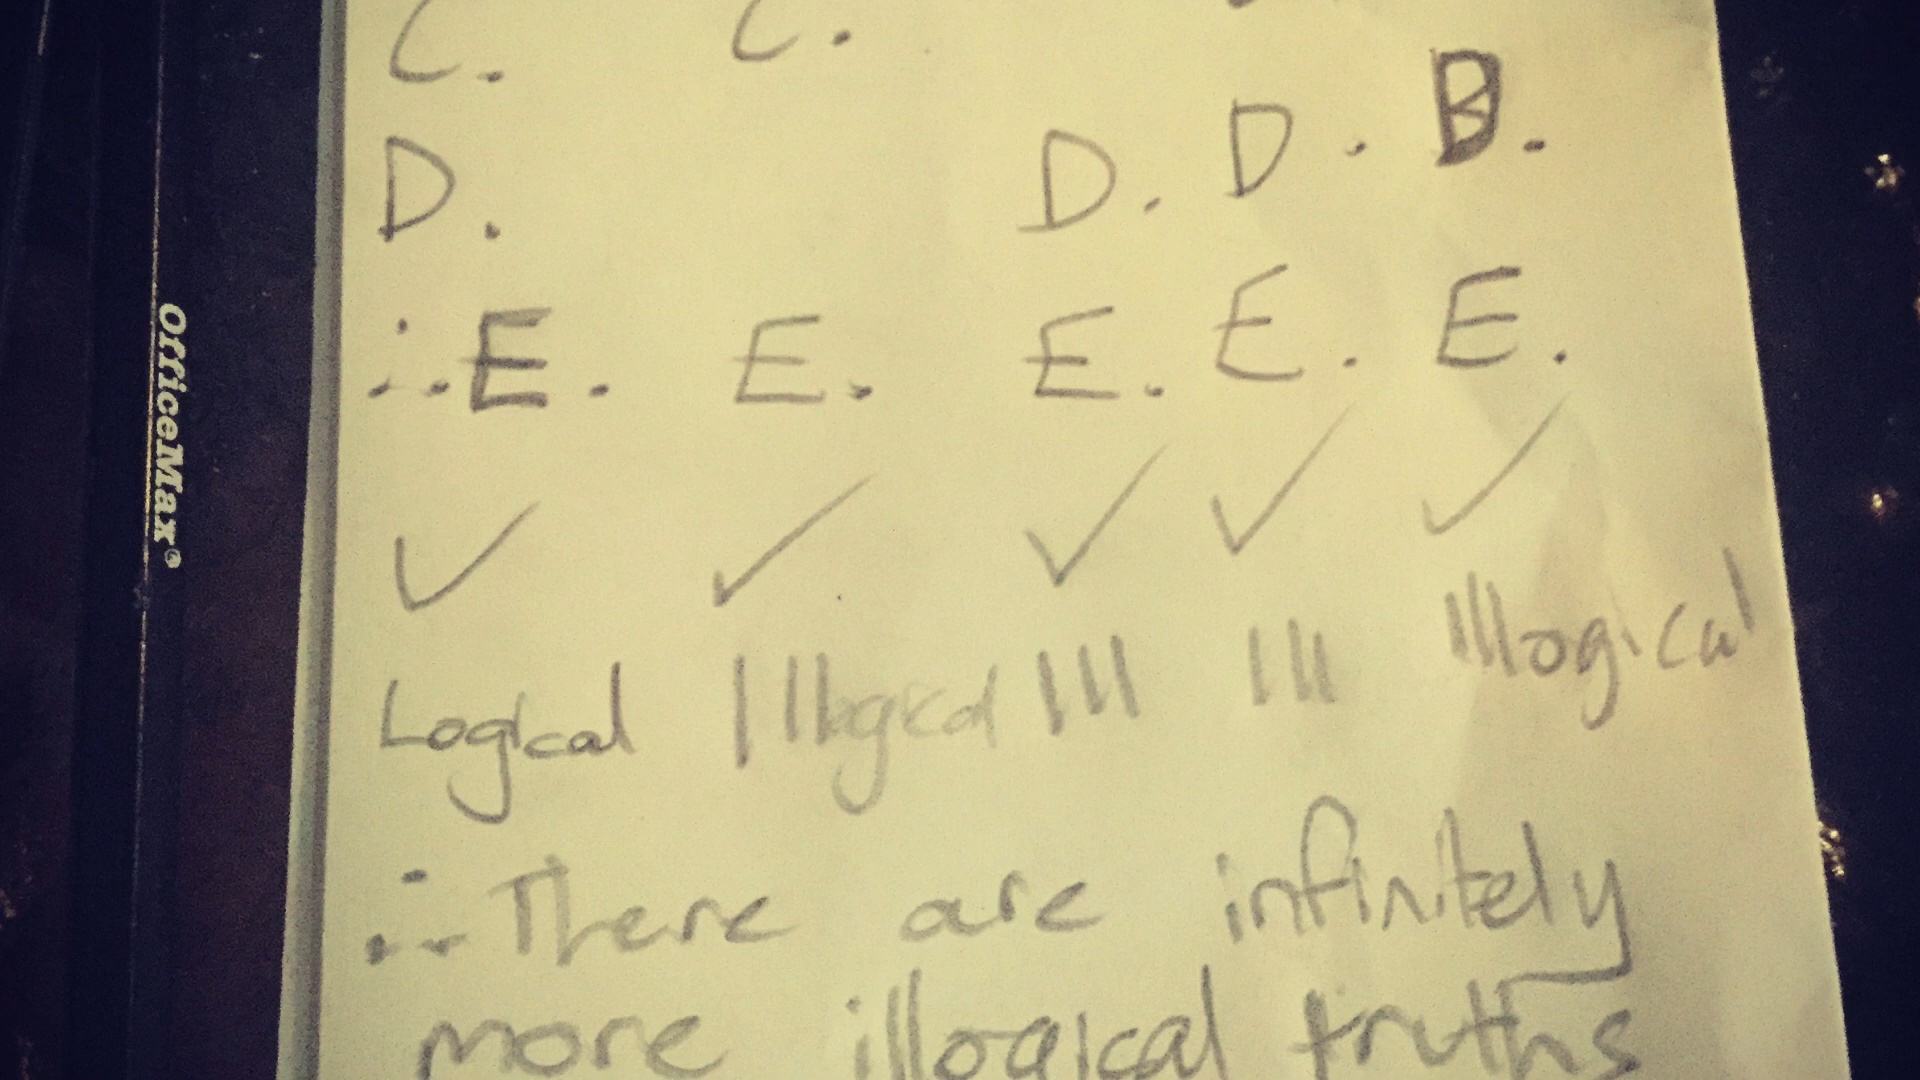 C. C.
D. D. D. B.
∴ E. E. E. E. E.
✓ ✓ ✓ ✓ ✓
Logical Illogical Ill Ill Illogical
∴ There are infinitely
more illogical truths
OfficeMax®